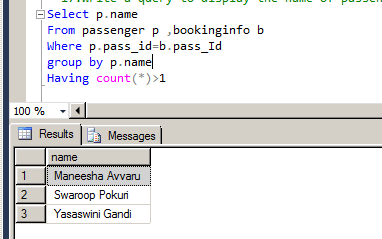 1/.Write a query to display the name of passen
Select p.name
From passenger p ,bookinginfo b
Where p.pass_id=b.pass_Id
group by p.name
Having count(*)>1
100 %
Results Messages
name
1 Maneesha Avvaru
2 Swaroop Pokuri
3 Yasaswini Gandi